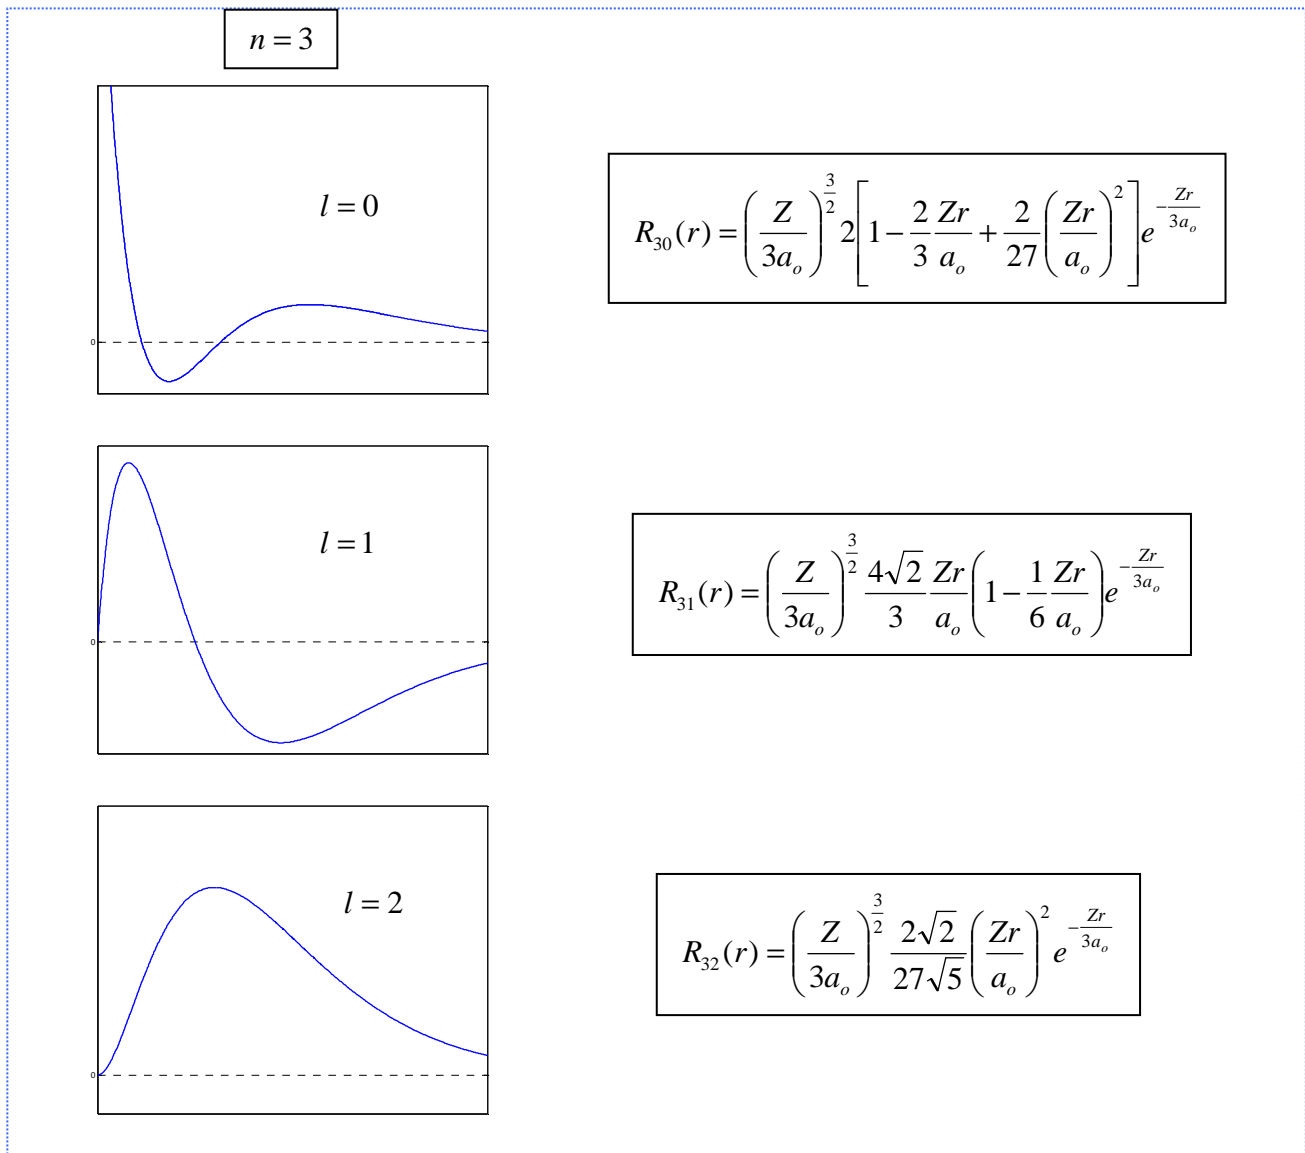 n = 3
l = 0
0
R₃₀(r) = (Z/3aₒ)^(3/2) 2[1 − (2/3)(Zr/aₒ) + (2/27)(Zr/aₒ)²] e^(−Zr/3aₒ)
l = 1
0
R₃₁(r) = (Z/3aₒ)^(3/2) (4√2/3)(Zr/aₒ)(1 − (1/6)(Zr/aₒ)) e^(−Zr/3aₒ)
l = 2
0
R₃₂(r) = (Z/3aₒ)^(3/2) (2√2/27√5)(Zr/aₒ)² e^(−Zr/3aₒ)